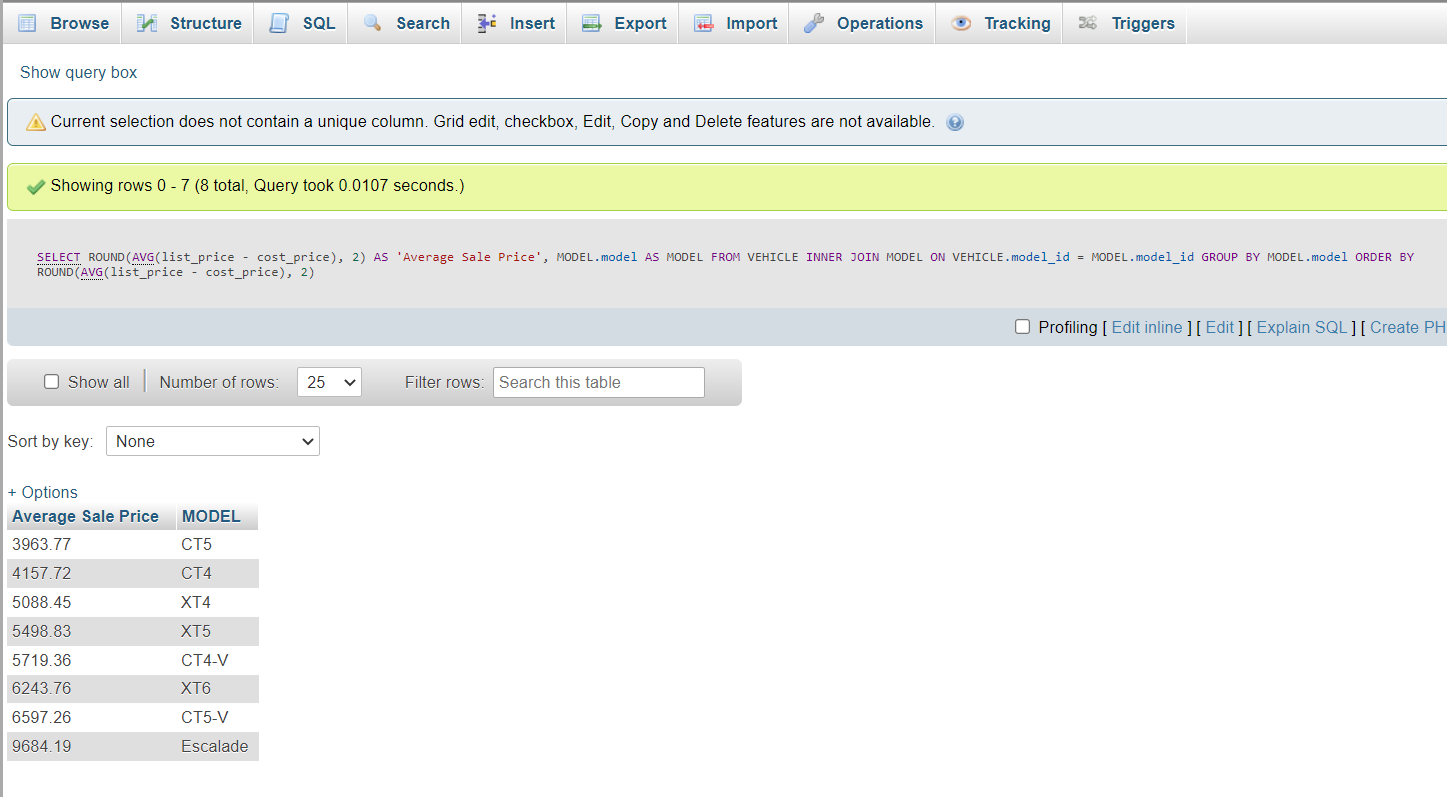 Browse Structure SQL Search Insert Export Import Operations Tracking Triggers
Show query box
Current selection does not contain a unique column. Grid edit, checkbox, Edit, Copy and Delete features are not available.
Showing rows 0 - 7 (8 total, Query took 0.0107 seconds.)
SELECT ROUND(AVG(list_price - cost_price), 2) AS 'Average Sale Price', MODEL.model AS MODEL FROM VEHICLE INNER JOIN MODEL ON VEHICLE.model_id = MODEL.model_id GROUP BY MODEL.model ORDER BY
ROUND(AVG(list_price - cost_price), 2)
Profiling [ Edit inline ] [ Edit ] [ Explain SQL ] [ Create PH
Show all Number of rows: 25 Filter rows: Search this table
Sort by key: None
+ Options
Average Sale Price MODEL
3963.77 CT5
4157.72 CT4
5088.45 XT4
5498.83 XT5
5719.36 CT4-V
6243.76 XT6
6597.26 CT5-V
9684.19 Escalade